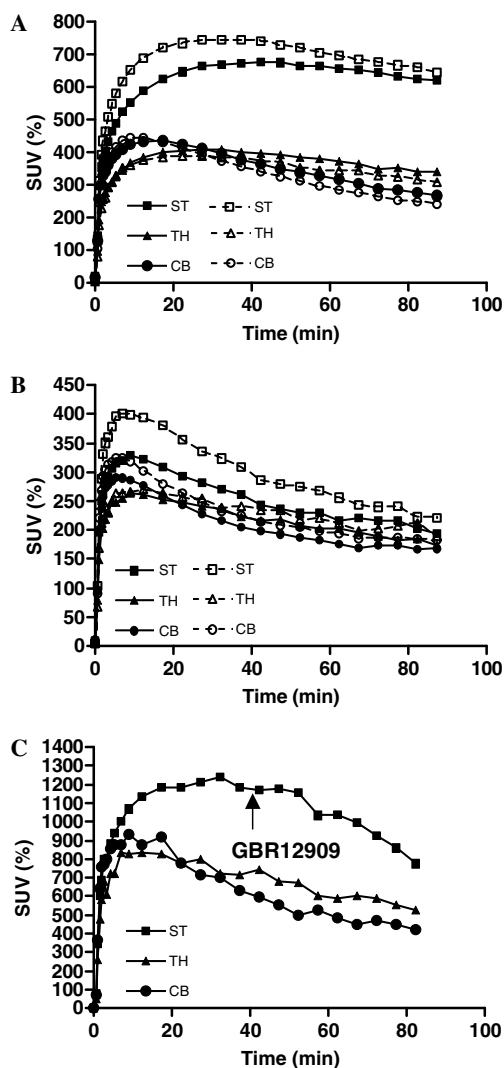 A
800
700
600
500
400
300
200
100
0
SUV (%)
ST ST
TH TH
CB CB
0 20 40 60 80 100
Time (min)
B
450
400
350
300
250
200
150
100
50
0
SUV (%)
ST ST
TH TH
CB CB
0 20 40 60 80 100
Time (min)
C
1400
1300
1200
1100
1000
900
800
700
600
500
400
300
200
100
0
SUV (%)
GBR12909
ST
TH
CB
0 20 40 60 80 100
Time (min)